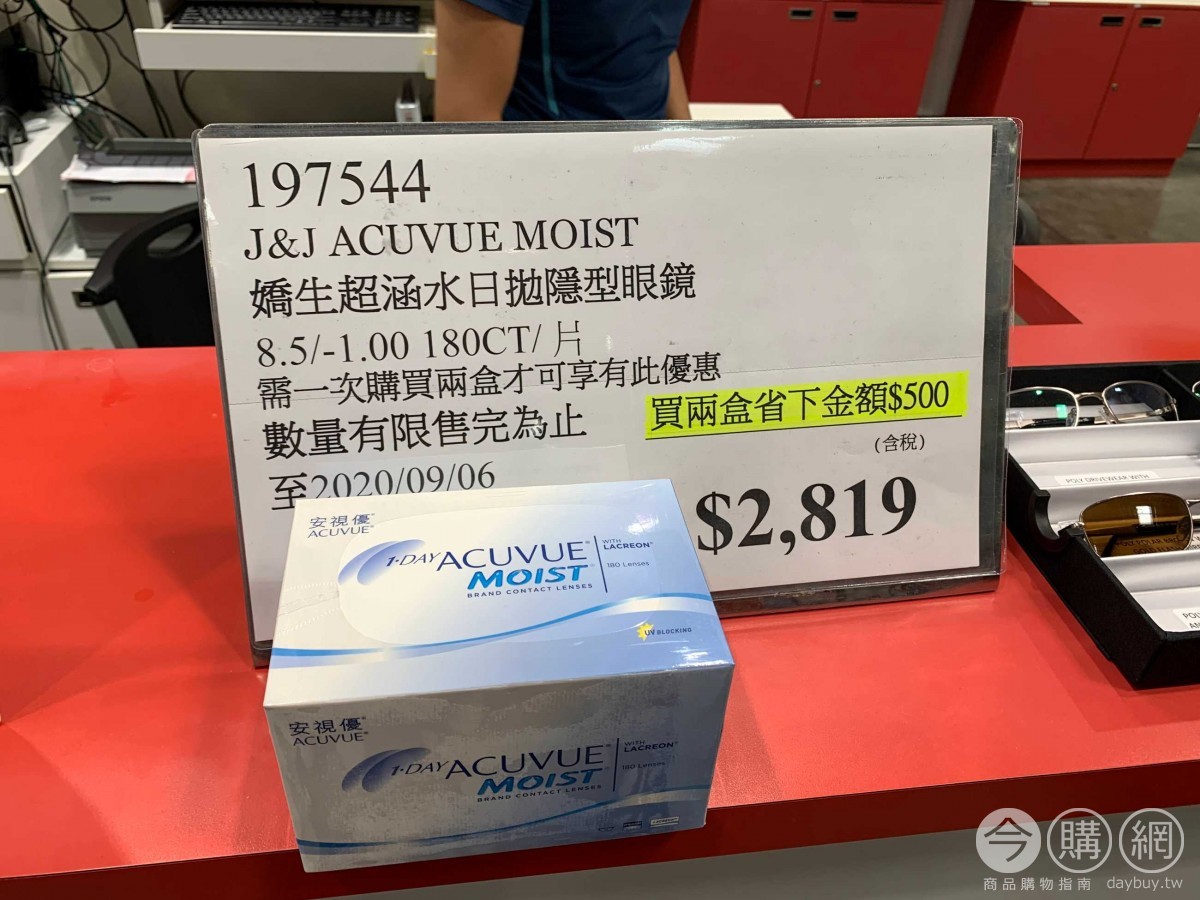 197544
J&J ACUVUE MOIST
嬌生超涵水日拋隱型眼鏡
8.5/-1.00 180CT/ 片
需一次購買兩盒才可享有此優惠
數量有限售完為止
買兩盒省下金額$500
(含稅)
至2020/09/06
$2,819
安視優®
ACUVUE®
1·DAY ACUVUE®
MOIST
BRAND CONTACT LENSES
WITH
LACREON®
180 Lenses
UV BLOCKING
安視優®
ACUVUE®
1·DAY ACUVUE®
MOIST
BRAND CONTACT LENSES
WITH
LACREON®
180 Lenses
EPSON
POLY DRIVEWEAR WITH
今購網
商品購物指南 daybuy.tw